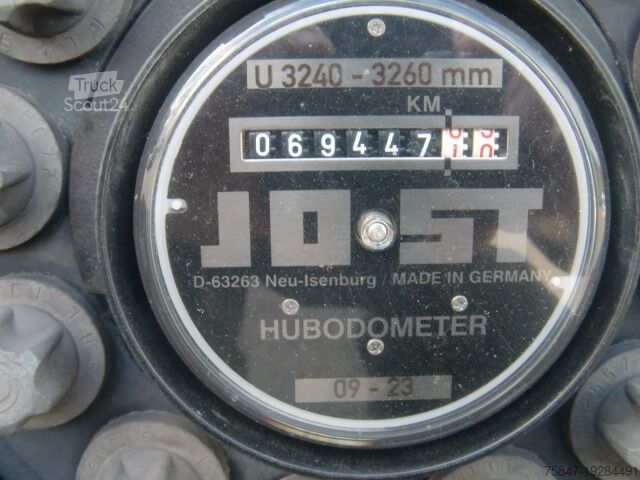 U 3240 - 3260 mm
Truck
Scout24
KM
069447
JOST
D-63263 Neu-Isenburg / MADE IN GERMANY
HUBODOMETER
09 - 23
75847-19284491